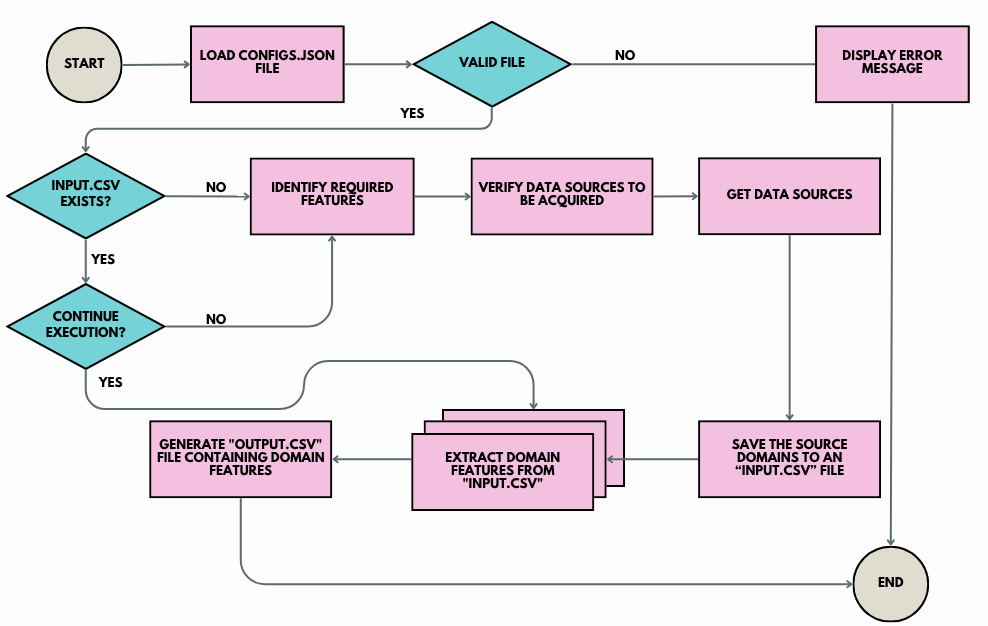 START
LOAD CONFIGS.JSON
FILE
VALID FILE
NO
DISPLAY ERROR
MESSAGE
YES
INPUT.CSV
EXISTS?
NO
IDENTIFY REQUIRED
FEATURES
VERIFY DATA SOURCES TO
BE ACQUIRED
GET DATA SOURCES
YES
CONTINUE
EXECUTION?
NO
YES
GENERATE "OUTPUT.CSV"
FILE CONTAINING DOMAIN
FEATURES
EXTRACT DOMAIN
FEATURES FROM
"INPUT.CSV"
SAVE THE SOURCE
DOMAINS TO AN
“INPUT.CSV” FILE
END